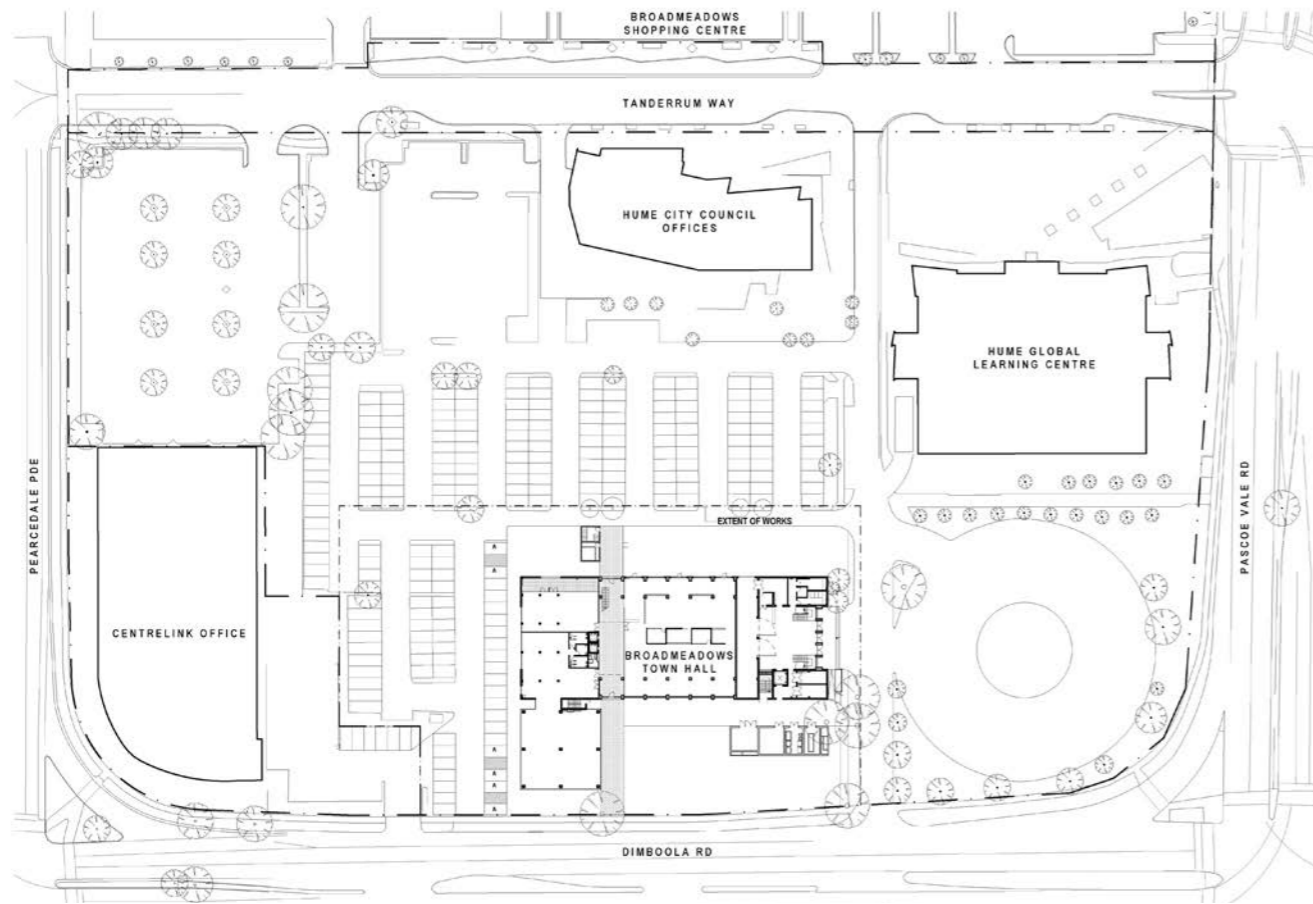 BROADMEADOWS
SHOPPING CENTRE
TANDERRUM WAY
HUME CITY COUNCIL
OFFICES
HUME GLOBAL
LEARNING CENTRE
PEARCEDALE PDE
PASCOE VALE RD
EXTENT OF WORKS
CENTRELINK OFFICE
BROADMEADOWS
TOWN HALL
DIMBOOLA RD